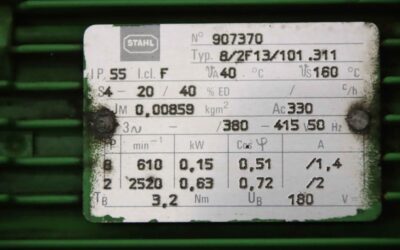 STAHL
N° 907370
Typ. 8/2F13/101.311
IP. 55 I.cl. F ϑA 40 °C ϑS 160 °C
S4 - 20 / 40 % ED / c/h
JM 0,00859 kgm² Ac 330
3~ - /380 - 415 \50 Hz
P min⁻¹ kW Cos φ A
8 610 0,15 0,51 /1,4
2 2520 0,63 0,72 /2
TB 3,2 Nm UB 180 V